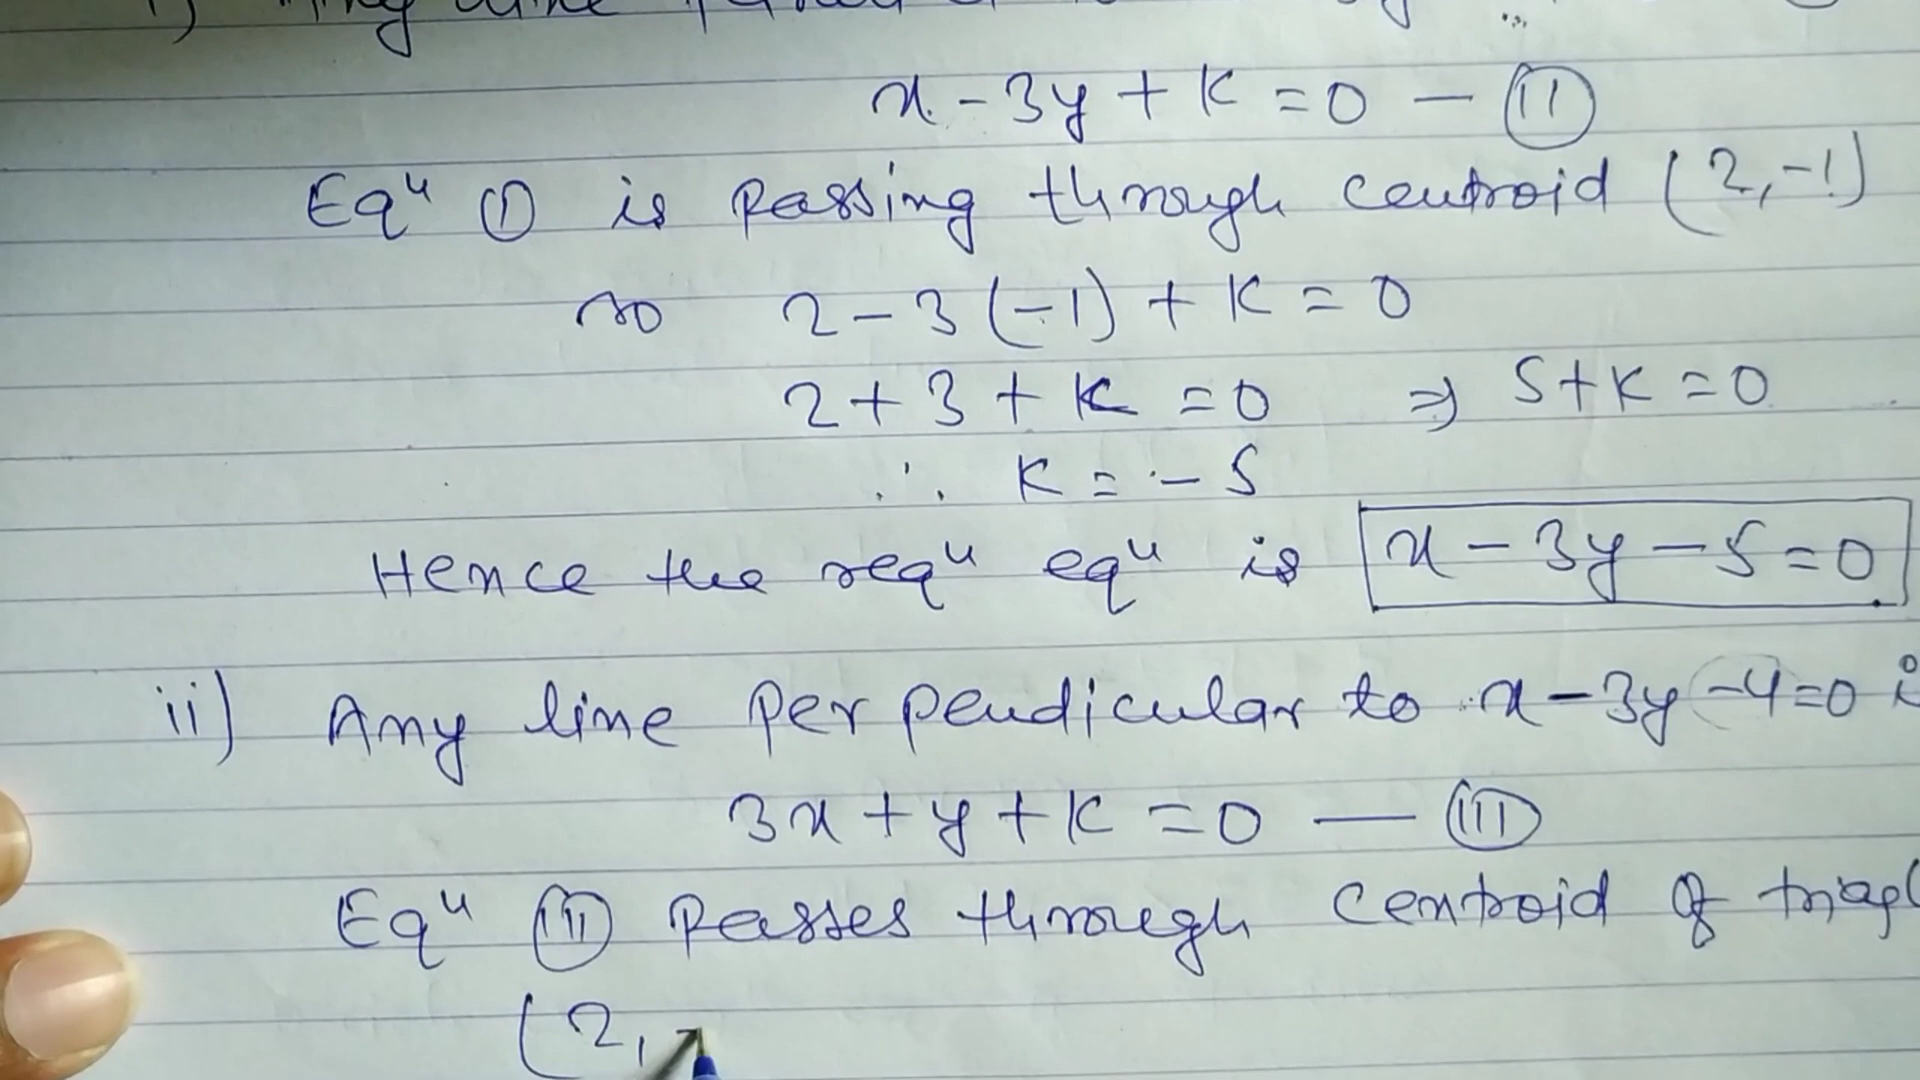 x - 3y + K = 0 — (II)
Eqⁿ (I) is passing through centroid (2, -1)
so 2 - 3 (-1) + K = 0
2 + 3 + K = 0 ⇒ 5 + K = 0
∴ K = - 5
Hence the reqⁿ eqⁿ is x - 3y - 5 = 0
ii) Any line perpendicular to x - 3y - 4 = 0
3x + y + K = 0 — (III)
Eqⁿ (III) passes through centroid of
(2,